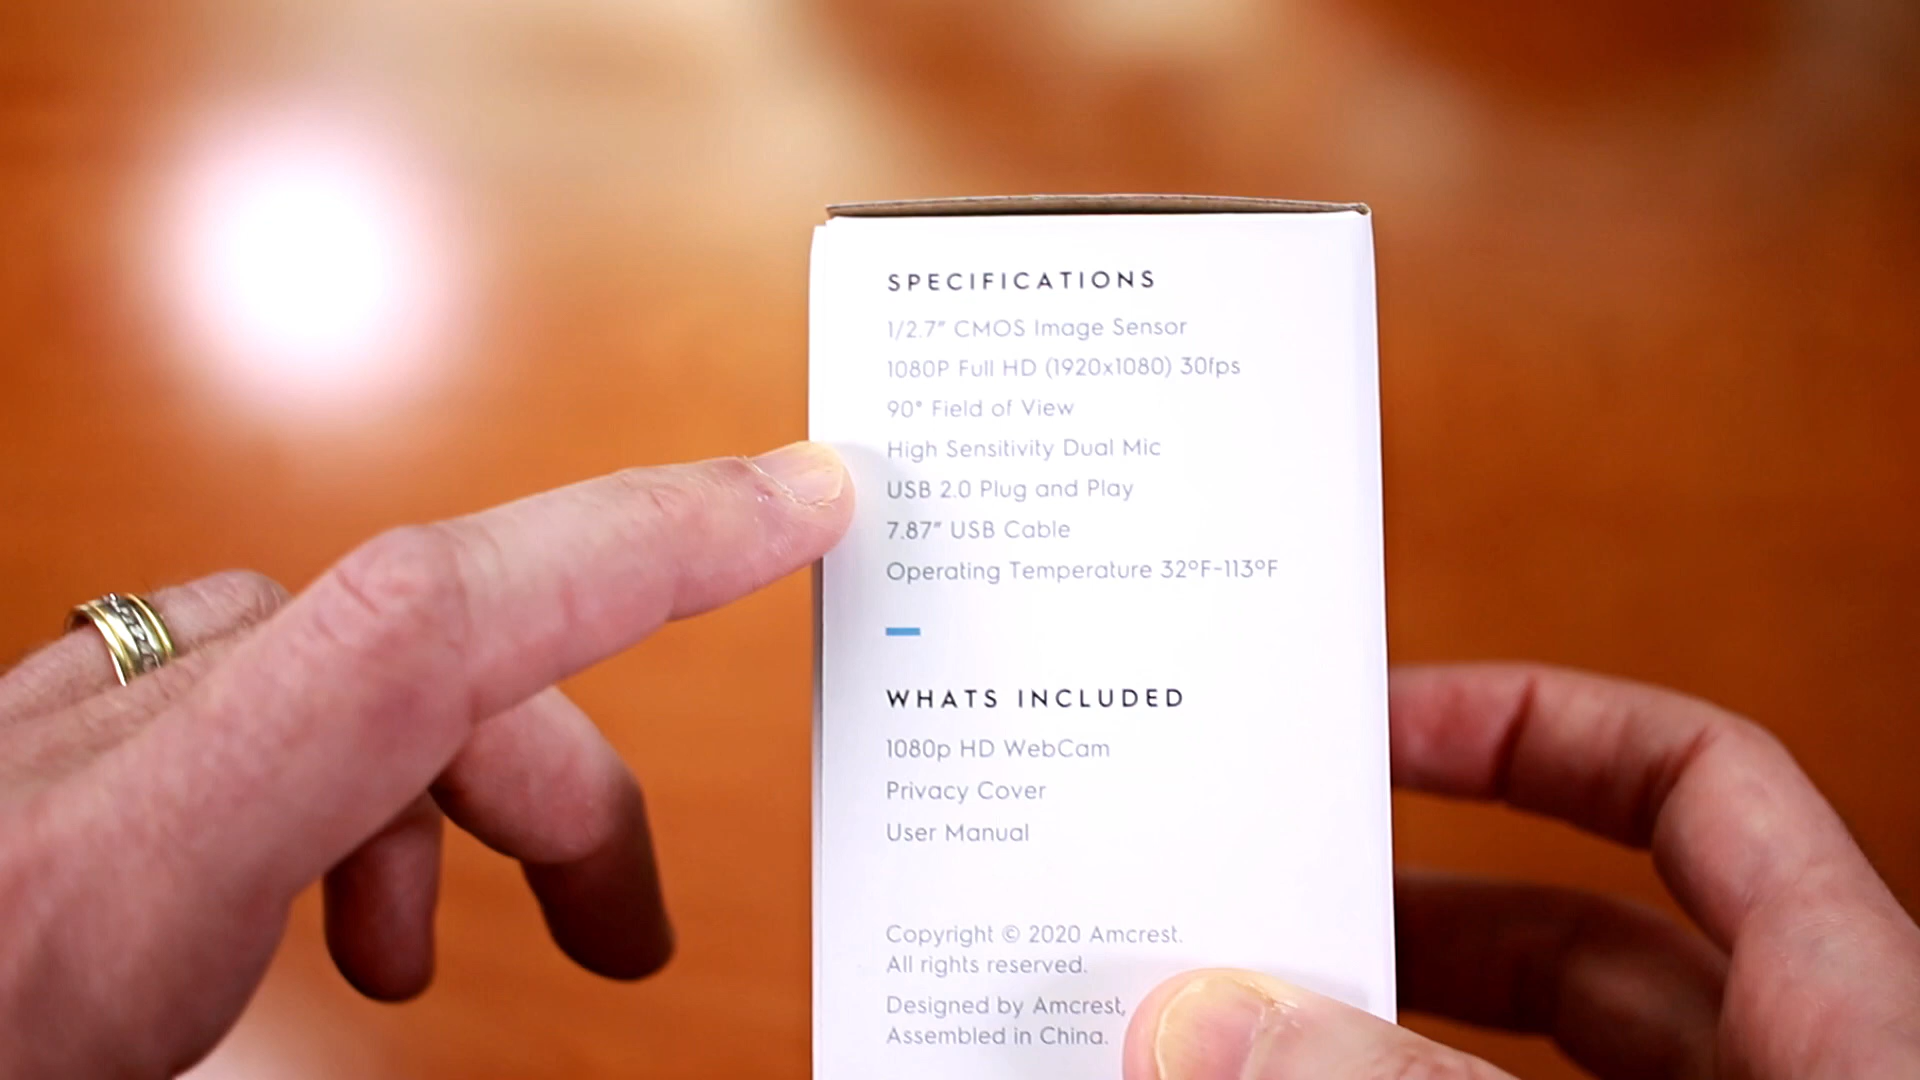 SPECIFICATIONS
1/2.7" CMOS Image Sensor
1080P Full HD (1920x1080) 30fps
90° Field of View
High Sensitivity Dual Mic
USB 2.0 Plug and Play
7.87" USB Cable
Operating Temperature 32°F-113°F
WHATS INCLUDED
1080p HD WebCam
Privacy Cover
User Manual
Copyright © 2020 Amcrest.
All rights reserved.
Designed by Amcrest,
Assembled in China.